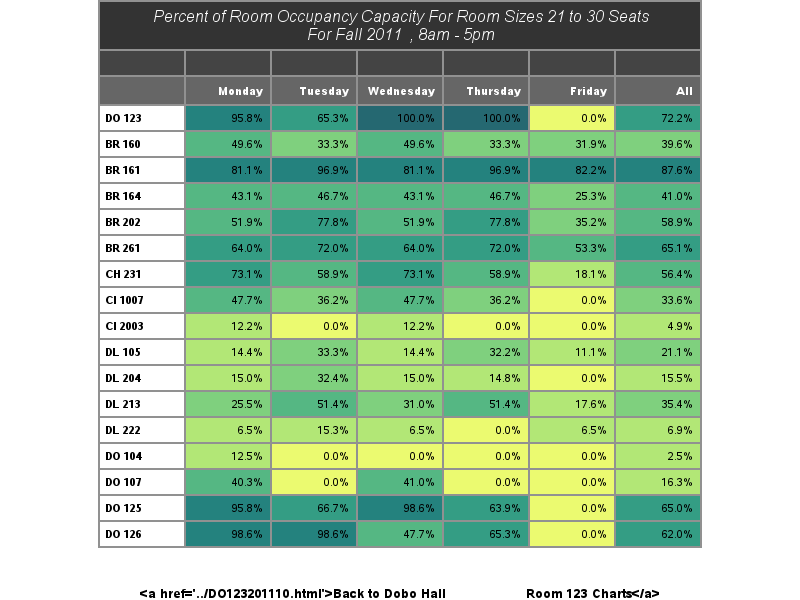 Percent of Room Occupancy Capacity For Room Sizes 21 to 30 Seats
For Fall 2011 , 8am - 5pm
Monday Tuesday Wednesday Thursday Friday All
DO 123 95.8% 65.3% 100.0% 100.0% 0.0% 72.2%
BR 160 49.6% 33.3% 49.6% 33.3% 31.9% 39.6%
BR 161 81.1% 96.9% 81.1% 96.9% 82.2% 87.6%
BR 164 43.1% 46.7% 43.1% 46.7% 25.3% 41.0%
BR 202 51.9% 77.8% 51.9% 77.8% 35.2% 58.9%
BR 261 64.0% 72.0% 64.0% 72.0% 53.3% 65.1%
CH 231 73.1% 58.9% 73.1% 58.9% 18.1% 56.4%
CI 1007 47.7% 36.2% 47.7% 36.2% 0.0% 33.6%
CI 2003 12.2% 0.0% 12.2% 0.0% 0.0% 4.9%
DL 105 14.4% 33.3% 14.4% 32.2% 11.1% 21.1%
DL 204 15.0% 32.4% 15.0% 14.8% 0.0% 15.5%
DL 213 25.5% 51.4% 31.0% 51.4% 17.6% 35.4%
DL 222 6.5% 15.3% 6.5% 0.0% 6.5% 6.9%
DO 104 12.5% 0.0% 0.0% 0.0% 0.0% 2.5%
DO 107 40.3% 0.0% 41.0% 0.0% 0.0% 16.3%
DO 125 95.8% 66.7% 98.6% 63.9% 0.0% 65.0%
DO 126 98.6% 98.6% 47.7% 65.3% 0.0% 62.0%
<a href='../DO123201110.html'>Back to Dobo Hall Room 123 Charts</a>